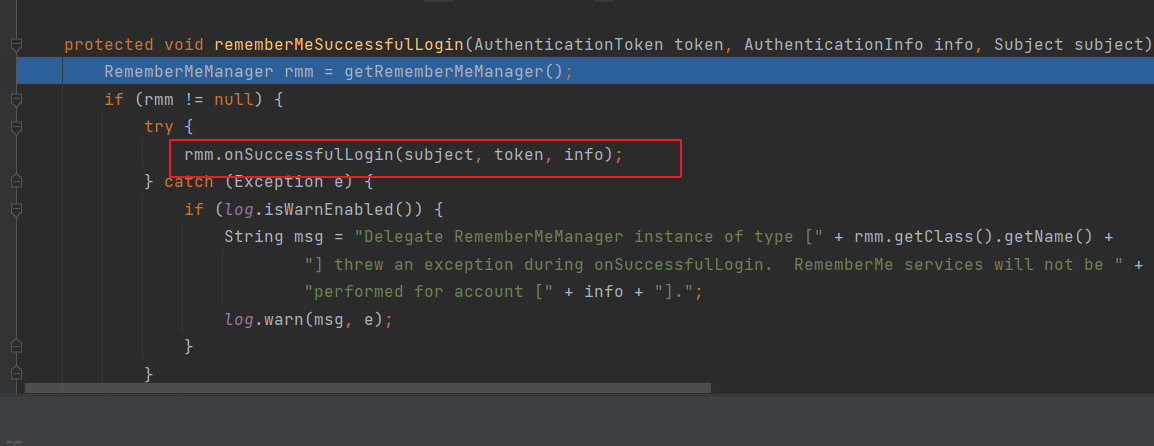 protected void rememberMeSuccessfulLogin(AuthenticationToken token, AuthenticationInfo info, Subject subject)
RememberMeManager rmm = getRememberMeManager();
if (rmm != null) {
try {
rmm.onSuccessfulLogin(subject, token, info);
} catch (Exception e) {
if (log.isWarnEnabled()) {
String msg = "Delegate RememberMeManager instance of type [" + rmm.getClass().getName() +
"] threw an exception during onSuccessfulLogin.  RememberMe services will not be " +
"performed for account [" + info + "].";
log.warn(msg, e);
}
}